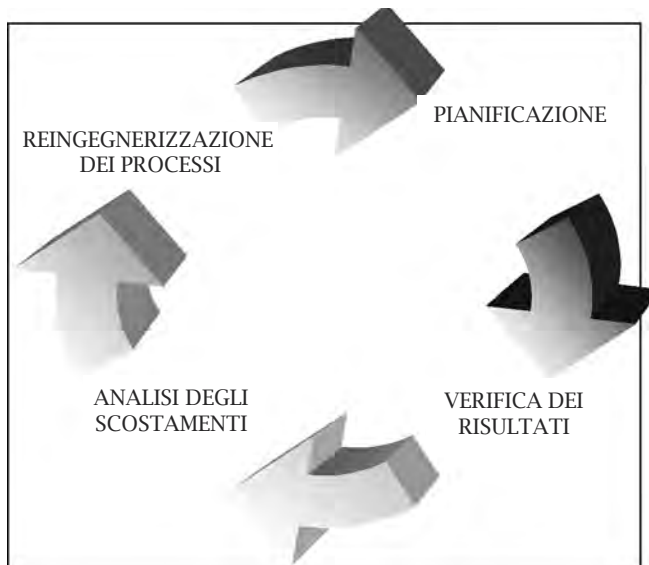 PIANIFICAZIONE
REINGEGNERIZZAZIONE
DEI PROCESSI
ANALISI DEGLI
SCOSTAMENTI
VERIFICA DEI
RISULTATI